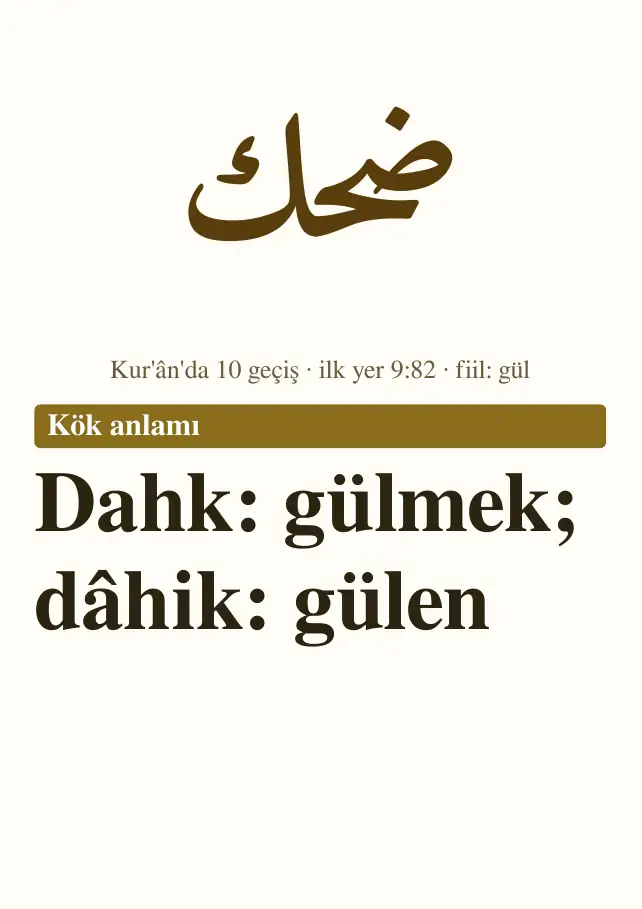 ضحك
Kur'ân'da 10 geçiş · ilk yer 9:82 · fiil: gül
Kök anlamı
Dahk: gülmek;
dâhik: gülen